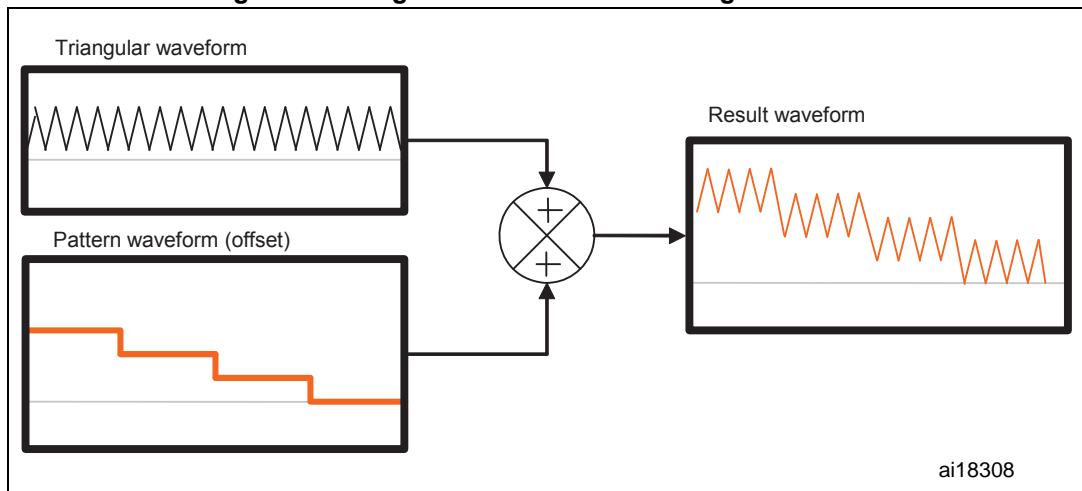 Triangular waveform
Result waveform
+
Pattern waveform (offset)
+
ai18308